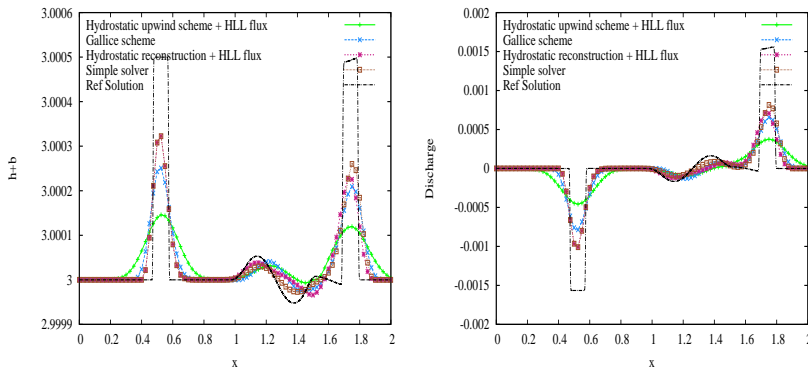 3.0005
3.0004
3.0003
3.0002
3.0001
3
2.9999
h+b
0 0.2 0.4 0.6 0.8 1 1.2 1.4 1.6 1.8 2
x
Hydrostatic upwind scheme + HLL flux
Gallice scheme
Hydrostatic reconstruction + HLL flux
Simple solver
Ref Solution
0.002
0.0015
0.001
0.0005
0
-0.0005
-0.001
-0.0015
-0.002
Discharge
0 0.2 0.4 0.6 0.8 1 1.2 1.4 1.6 1.8 2
x
Hydrostatic upwind scheme + HLL flux
Gallice scheme
Hydrostatic reconstruction + HLL flux
Simple solver
Ref Solution